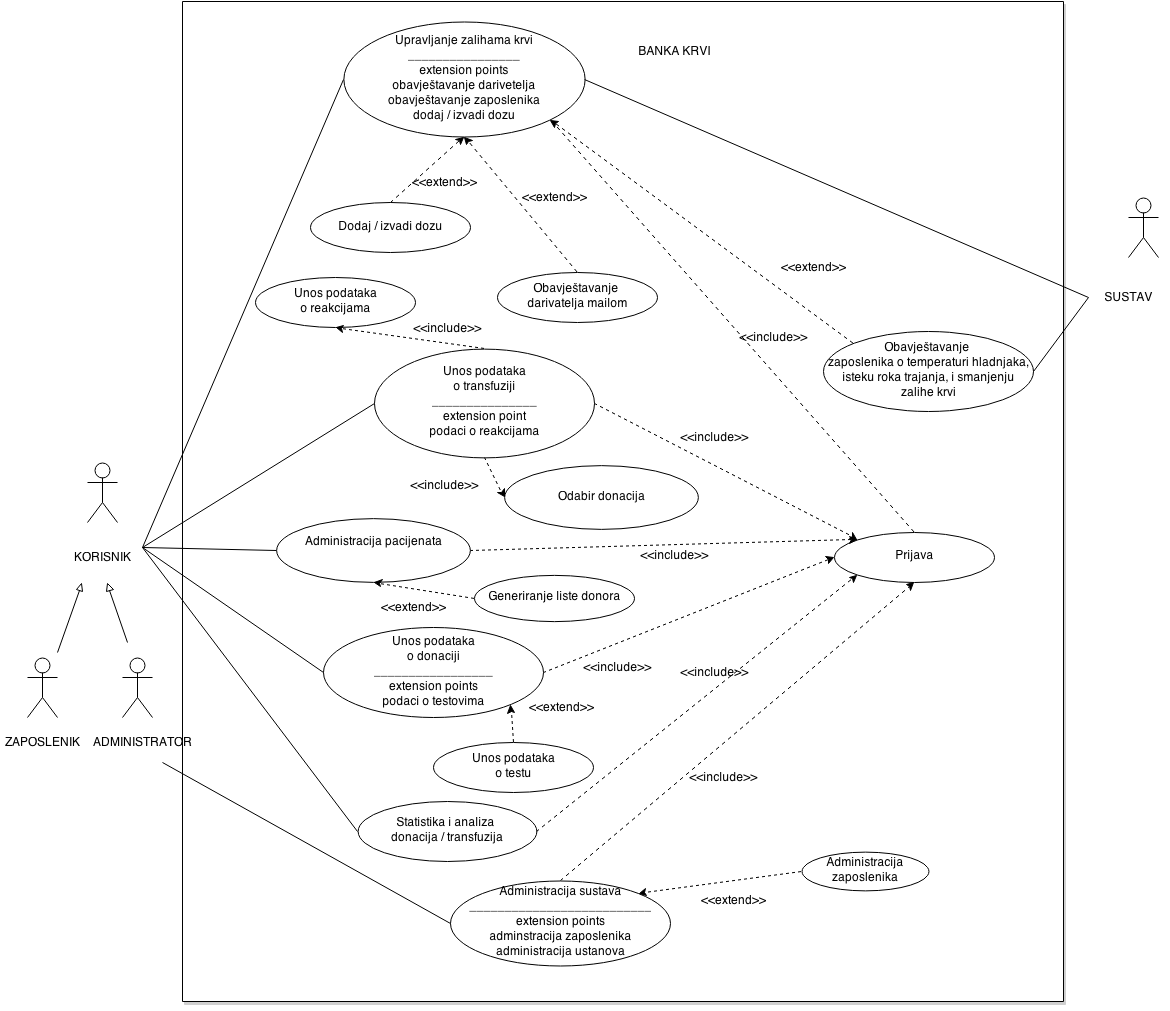 Upravljanje zalihama krvi
extension points
obavještavanje darivetelja
obavještavanje zaposlenika
dodaj / izvadi dozu
BANKA KRVI
<<extend>>
<<extend>>
Dodaj / izvadi dozu
<<extend>>
SUSTAV
Unos podataka
o reakcijama
Obavještavanje
darivatelja mailom
<<include>>
<<include>>
Obavještavanje
zaposlenika o temperaturi hladnjaka,
isteku roka trajanja, i smanjenju
zalihe krvi
Unos podataka
o transfuziji
extension point
podaci o reakcijama
<<include>>
<<include>>
Odabir donacija
KORISNIK
Administracija pacijenata
<<include>>
Prijava
Generiranje liste donora
<<extend>>
Unos podataka
o donaciji
extension points
podaci o testovima
<<include>>
<<include>>
<<extend>>
ZAPOSLENIK
ADMINISTRATOR
Unos podataka
o testu
<<include>>
Statistika i analiza
donacija / transfuzija
Administracija
zaposlenika
<<extend>>
Administracija sustava
extension points
adminstracija zaposlenika
administracija ustanova